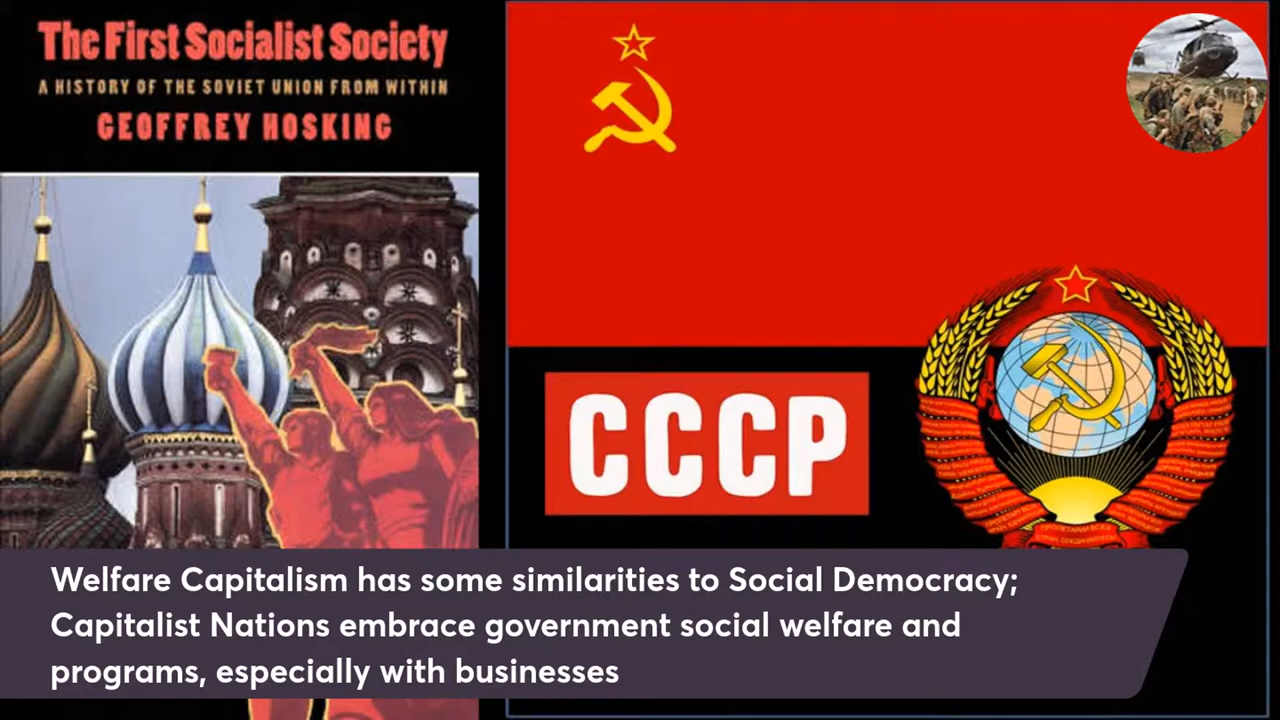 The First Socialist Society
A HISTORY OF THE SOVIET UNION FROM WITHIN
GEOFFREY HOSKING
СССР
Welfare Capitalism has some similarities to Social Democracy;
Capitalist Nations embrace government social welfare and
programs, especially with businesses